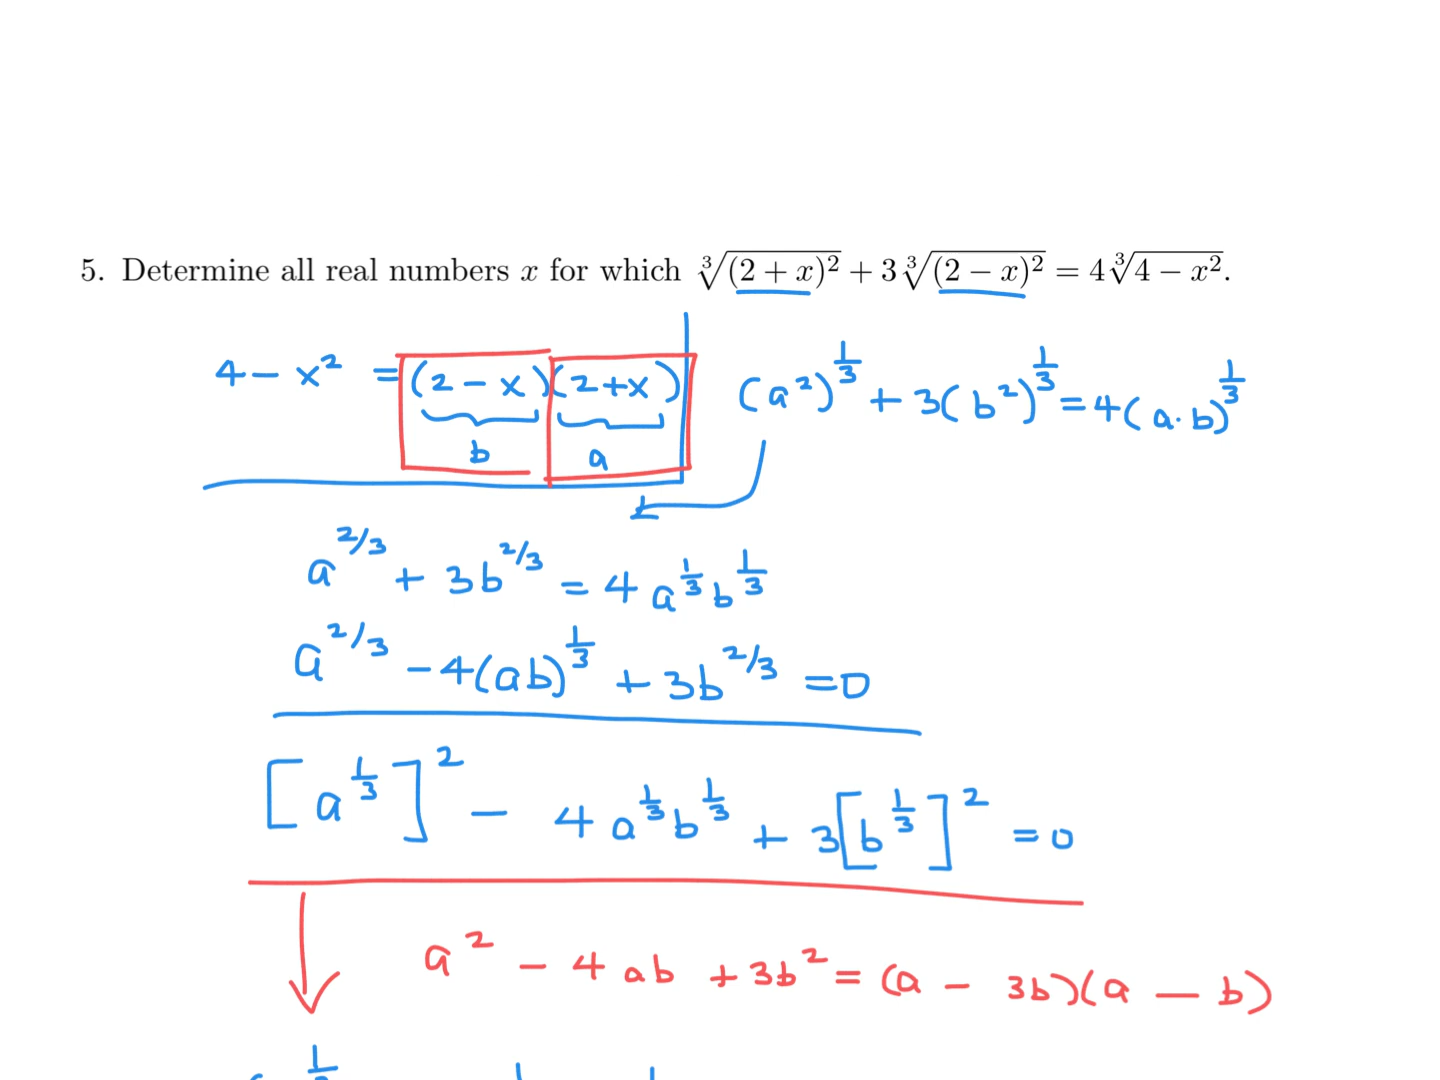 5. Determine all real numbers x for which ∛(2 + x)² + 3 ∛(2 − x)² = 4∛4 − x².
4 − x² = (2 − x)(2+x)
b a
(a²)^1/3 + 3(b²)^1/3 = 4(a·b)^1/3
a^2/3 + 3b^2/3 = 4 a^1/3 b^1/3
a^2/3 − 4(ab)^1/3 + 3b^2/3 = 0
[a^1/3]² − 4 a^1/3 b^1/3 + 3[b^1/3]² = 0
a² − 4ab + 3b² = (a − 3b)(a − b)